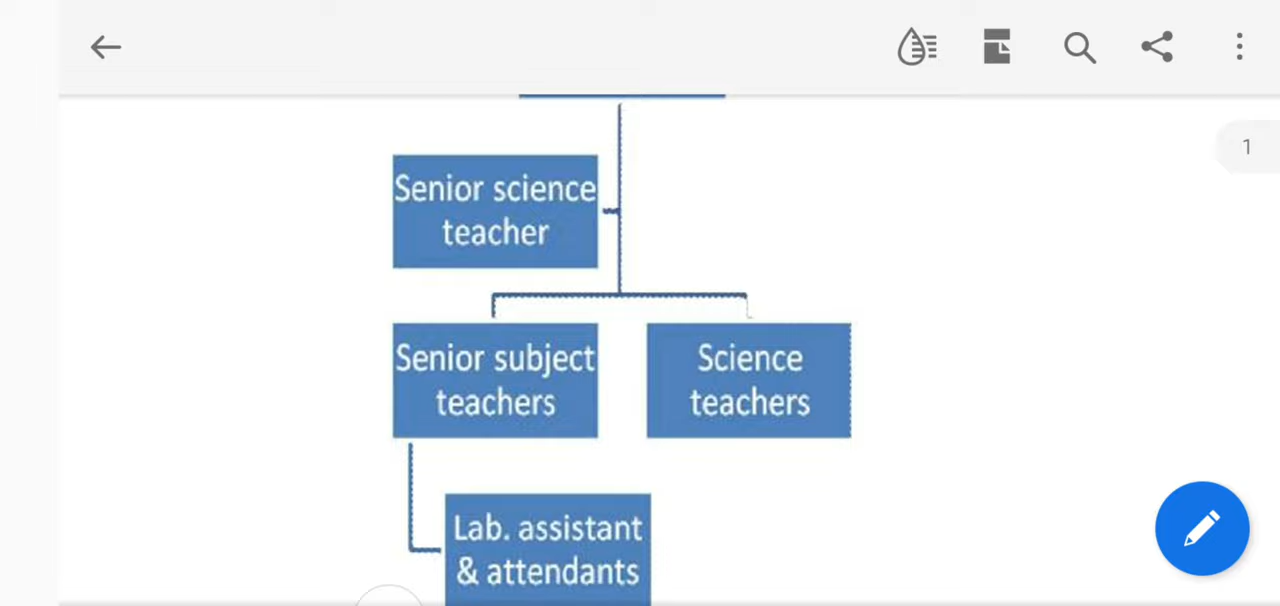 1
Senior science
teacher
Senior subject
teachers
Science
teachers
Lab. assistant
& attendants